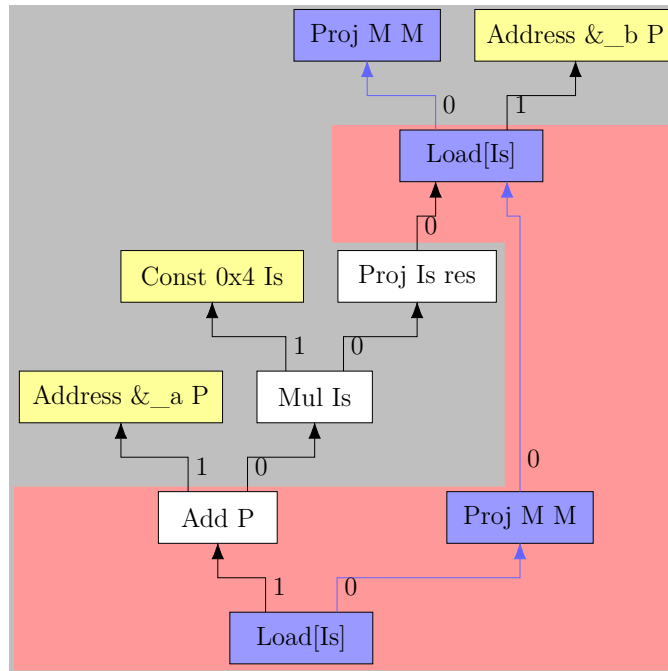 Proj M M
Address &_b P
0
1
Load[Is]
0
Const 0x4 Is
Proj Is res
1
0
Address &_a P
Mul Is
1
0
0
Add P
Proj M M
1
0
Load[Is]